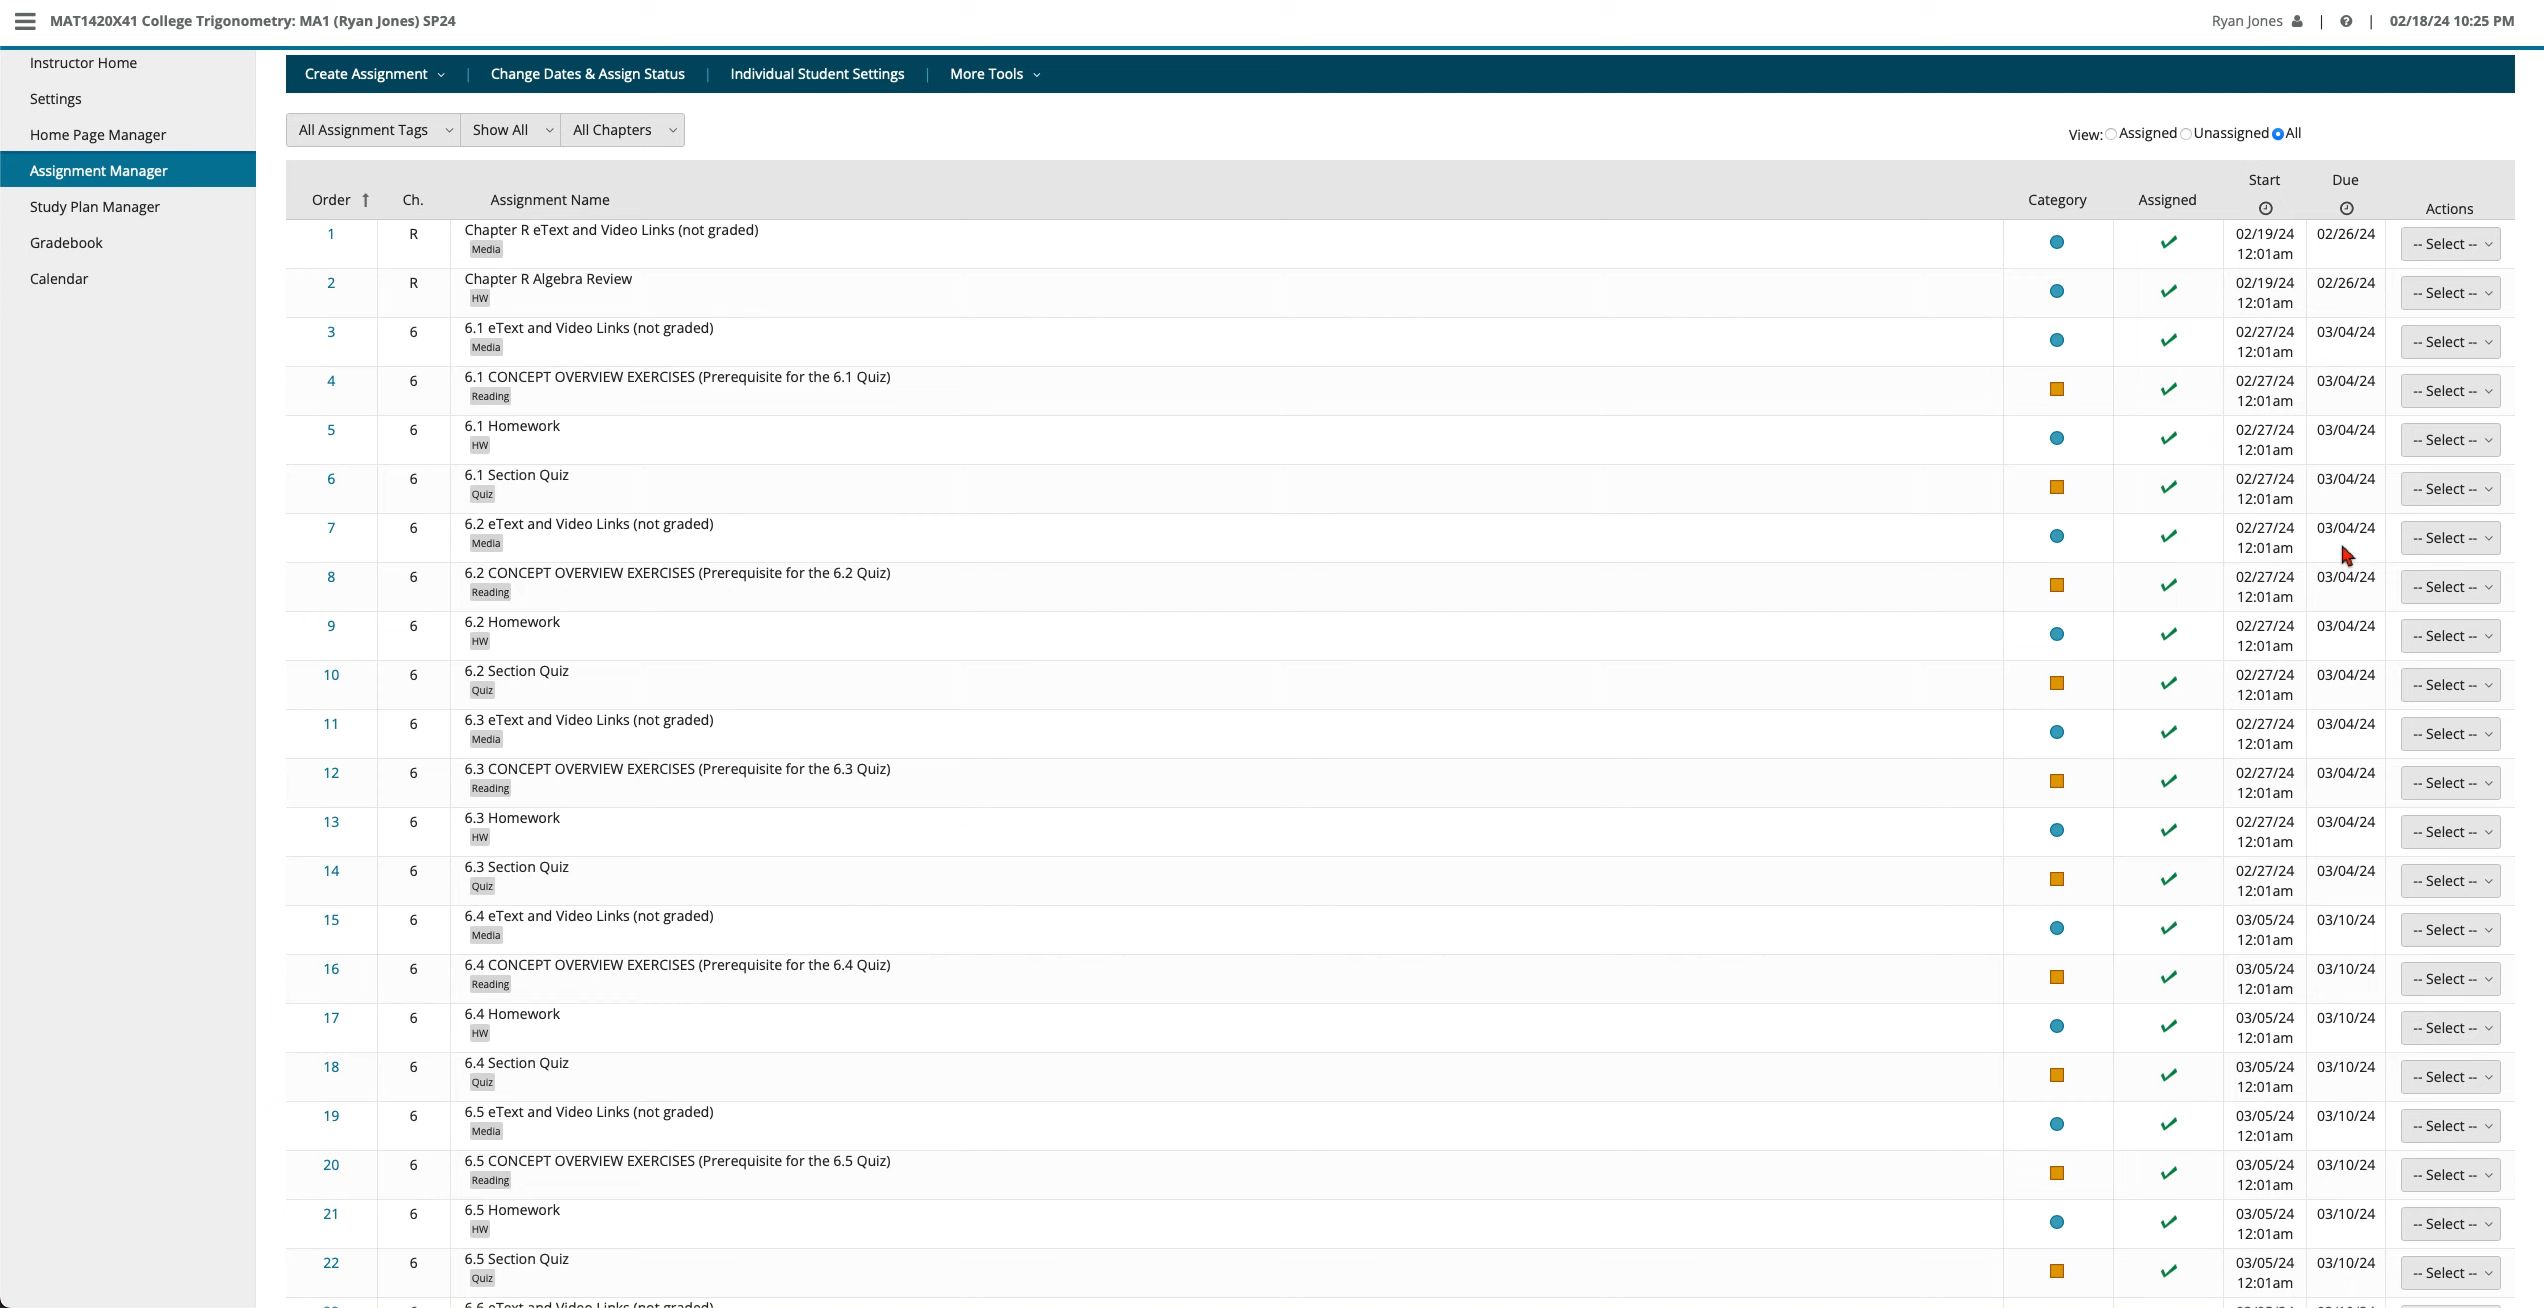 MAT1420X41 College Trigonometry: MA1 (Ryan Jones) SP24
Ryan Jones | | 02/18/24 10:25 PM
Instructor Home
Settings
Home Page Manager
Assignment Manager
Study Plan Manager
Gradebook
Calendar
Create Assignment | Change Dates & Assign Status | Individual Student Settings | More Tools
All Assignment Tags Show All All Chapters
View: Assigned Unassigned All
Order Ch. Assignment Name Category Assigned Start Due Actions
1 R Chapter R eText and Video Links (not graded) 02/19/24 02/26/24 -- Select --
Media 12:01am
2 R Chapter R Algebra Review 02/19/24 02/26/24 -- Select --
HW 12:01am
3 6 6.1 eText and Video Links (not graded) 02/27/24 03/04/24 -- Select --
Media 12:01am
4 6 6.1 CONCEPT OVERVIEW EXERCISES (Prerequisite for the 6.1 Quiz) 02/27/24 03/04/24 -- Select --
Reading 12:01am
5 6 6.1 Homework 02/27/24 03/04/24 -- Select --
HW 12:01am
6 6 6.1 Section Quiz 02/27/24 03/04/24 -- Select --
Quiz 12:01am
7 6 6.2 eText and Video Links (not graded) 02/27/24 03/04/24 -- Select --
Media 12:01am
8 6 6.2 CONCEPT OVERVIEW EXERCISES (Prerequisite for the 6.2 Quiz) 02/27/24 03/04/24 -- Select --
Reading 12:01am
9 6 6.2 Homework 02/27/24 03/04/24 -- Select --
HW 12:01am
10 6 6.2 Section Quiz 02/27/24 03/04/24 -- Select --
Quiz 12:01am
11 6 6.3 eText and Video Links (not graded) 02/27/24 03/04/24 -- Select --
Media 12:01am
12 6 6.3 CONCEPT OVERVIEW EXERCISES (Prerequisite for the 6.3 Quiz) 02/27/24 03/04/24 -- Select --
Reading 12:01am
13 6 6.3 Homework 02/27/24 03/04/24 -- Select --
HW 12:01am
14 6 6.3 Section Quiz 02/27/24 03/04/24 -- Select --
Quiz 12:01am
15 6 6.4 eText and Video Links (not graded) 03/05/24 03/10/24 -- Select --
Media 12:01am
16 6 6.4 CONCEPT OVERVIEW EXERCISES (Prerequisite for the 6.4 Quiz) 03/05/24 03/10/24 -- Select --
Reading 12:01am
17 6 6.4 Homework 03/05/24 03/10/24 -- Select --
HW 12:01am
18 6 6.4 Section Quiz 03/05/24 03/10/24 -- Select --
Quiz 12:01am
19 6 6.5 eText and Video Links (not graded) 03/05/24 03/10/24 -- Select --
Media 12:01am
20 6 6.5 CONCEPT OVERVIEW EXERCISES (Prerequisite for the 6.5 Quiz) 03/05/24 03/10/24 -- Select --
Reading 12:01am
21 6 6.5 Homework 03/05/24 03/10/24 -- Select --
HW 12:01am
22 6 6.5 Section Quiz 03/05/24 03/10/24 -- Select --
Quiz 12:01am
6.6 eText and Video Links (not graded)